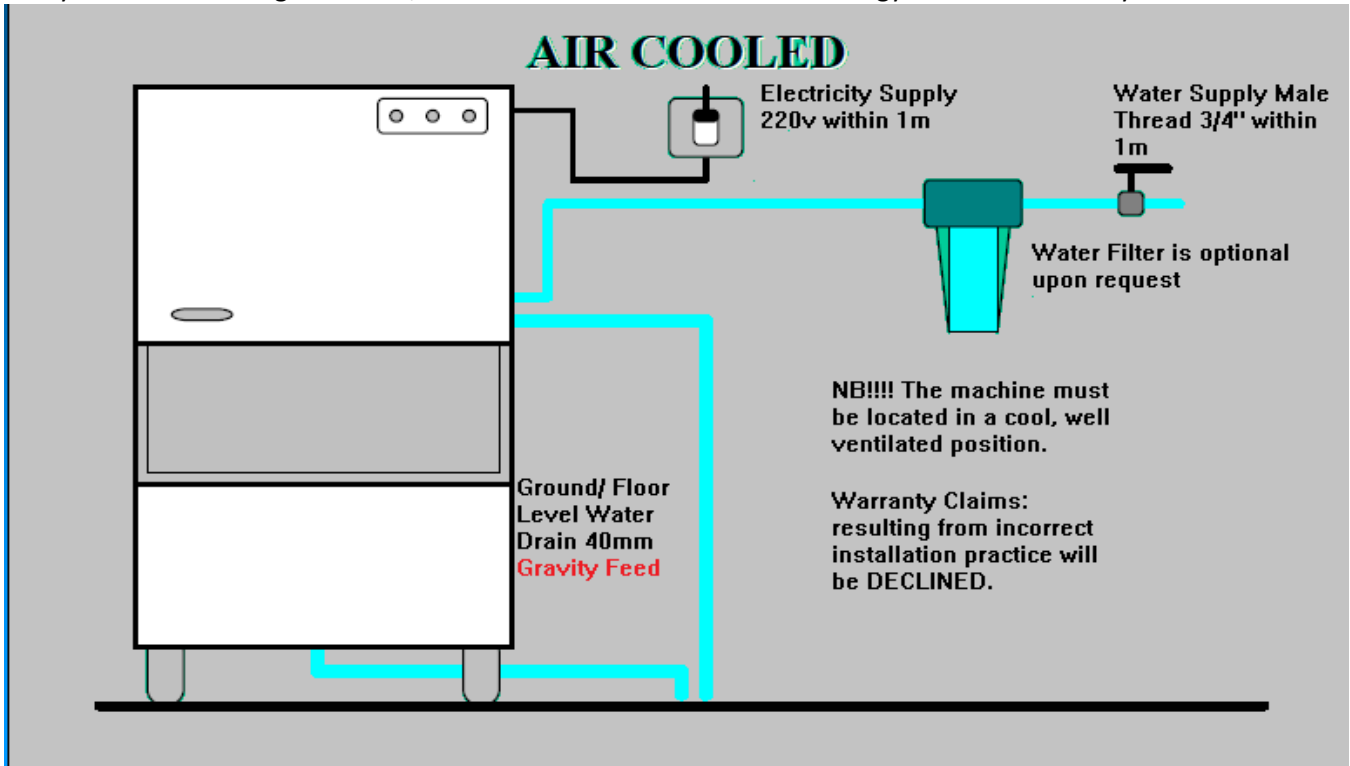 AIR COOLED
Electricity Supply
220v within 1m
Water Supply Male
Thread 3/4" within
1m
Water Filter is optional
upon request
NB!!!! The machine must
be located in a cool, well
ventilated position.
Warranty Claims:
resulting from incorrect
installation practice will
be DECLINED.
Ground/ Floor
Level Water
Drain 40mm
Gravity Feed